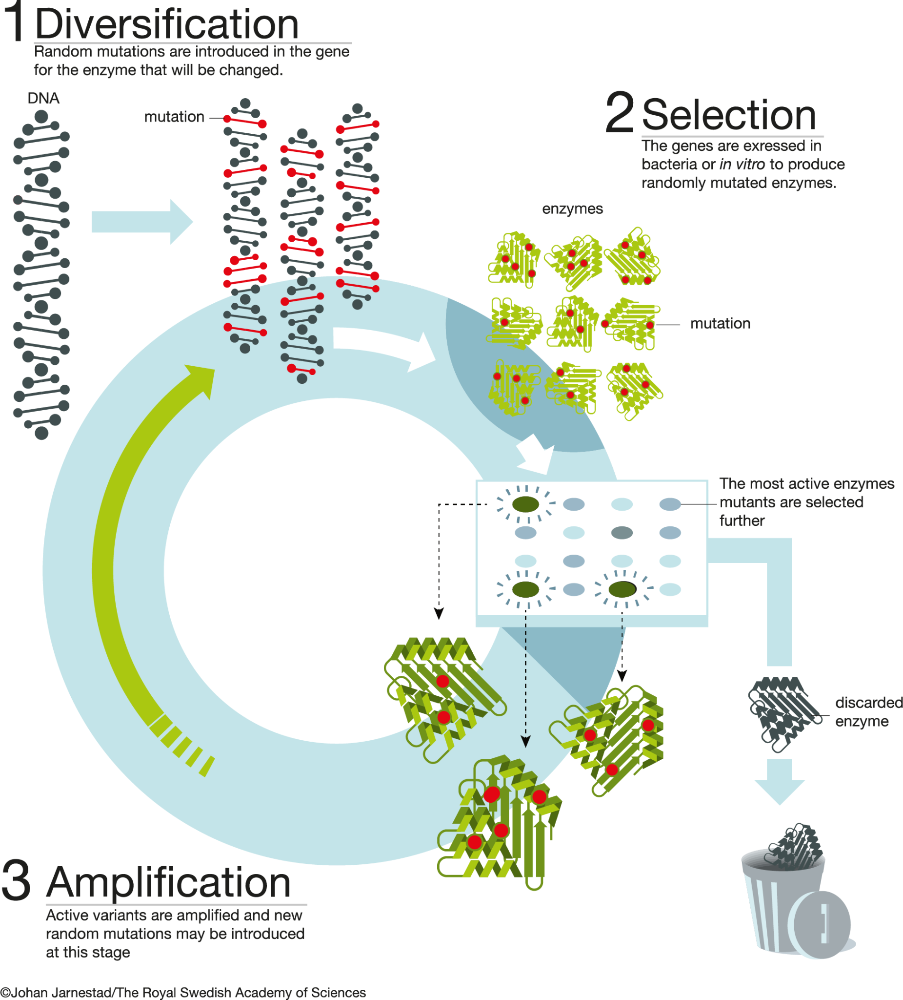 1 Diversification
Random mutations are introduced in the gene
for the enzyme that will be changed.
DNA
mutation
2 Selection
The genes are exressed in
bacteria or in vitro to produce
randomly mutated enzymes.
enzymes
mutation
The most active enzymes
mutants are selected
further
discarded
enzyme
3 Amplification
Active variants are amplified and new
random mutations may be introduced
at this stage
©Johan Jarnestad/The Royal Swedish Academy of Sciences